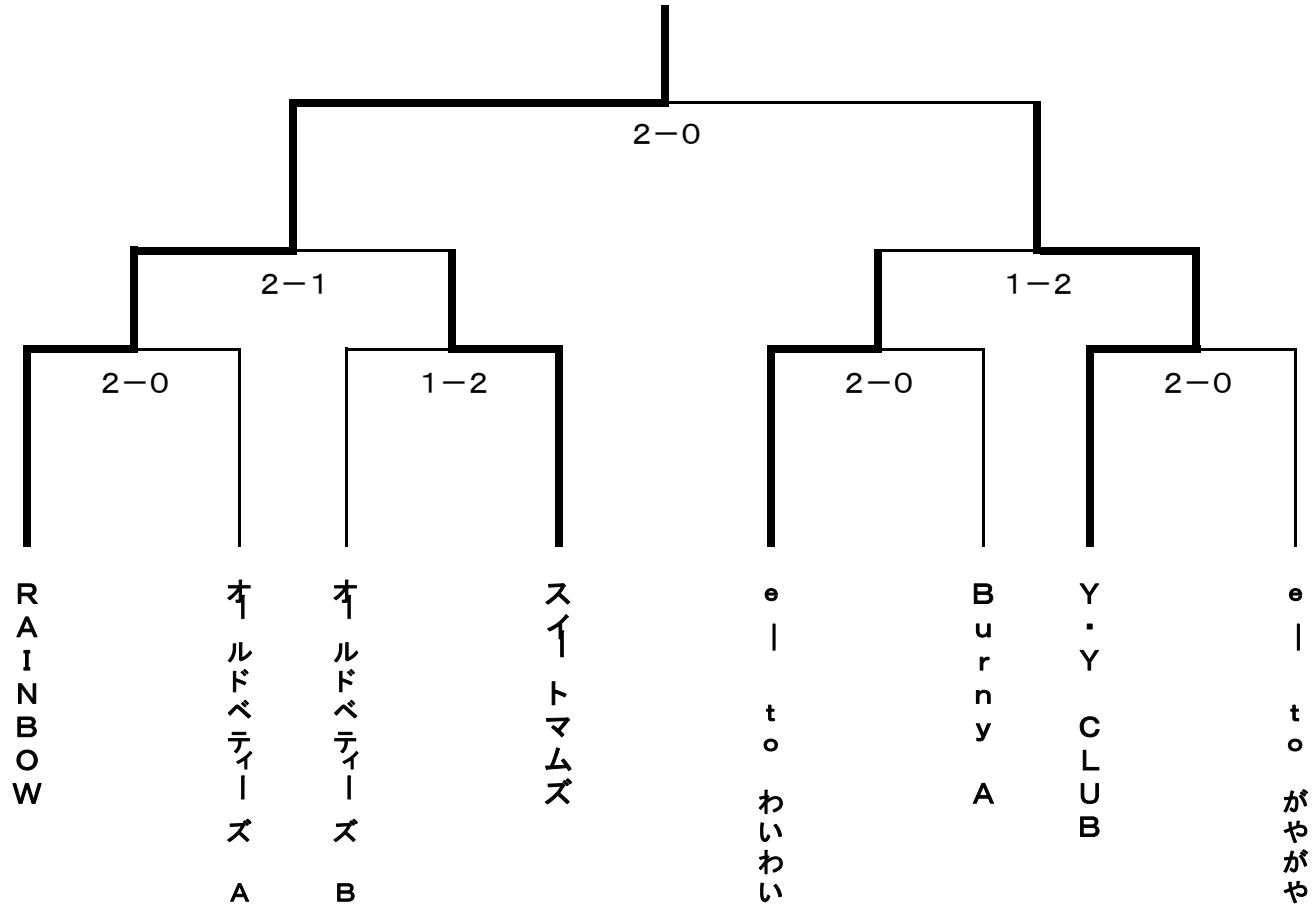 2－0
2－1
1－2
2－0
1－2
2－0
2－0
RAINBOW
オールドベティーズ A
オールドベティーズ B
スイートマムズ
el to わいわい
Burny A
Y・Y CLUB
el to がやがや